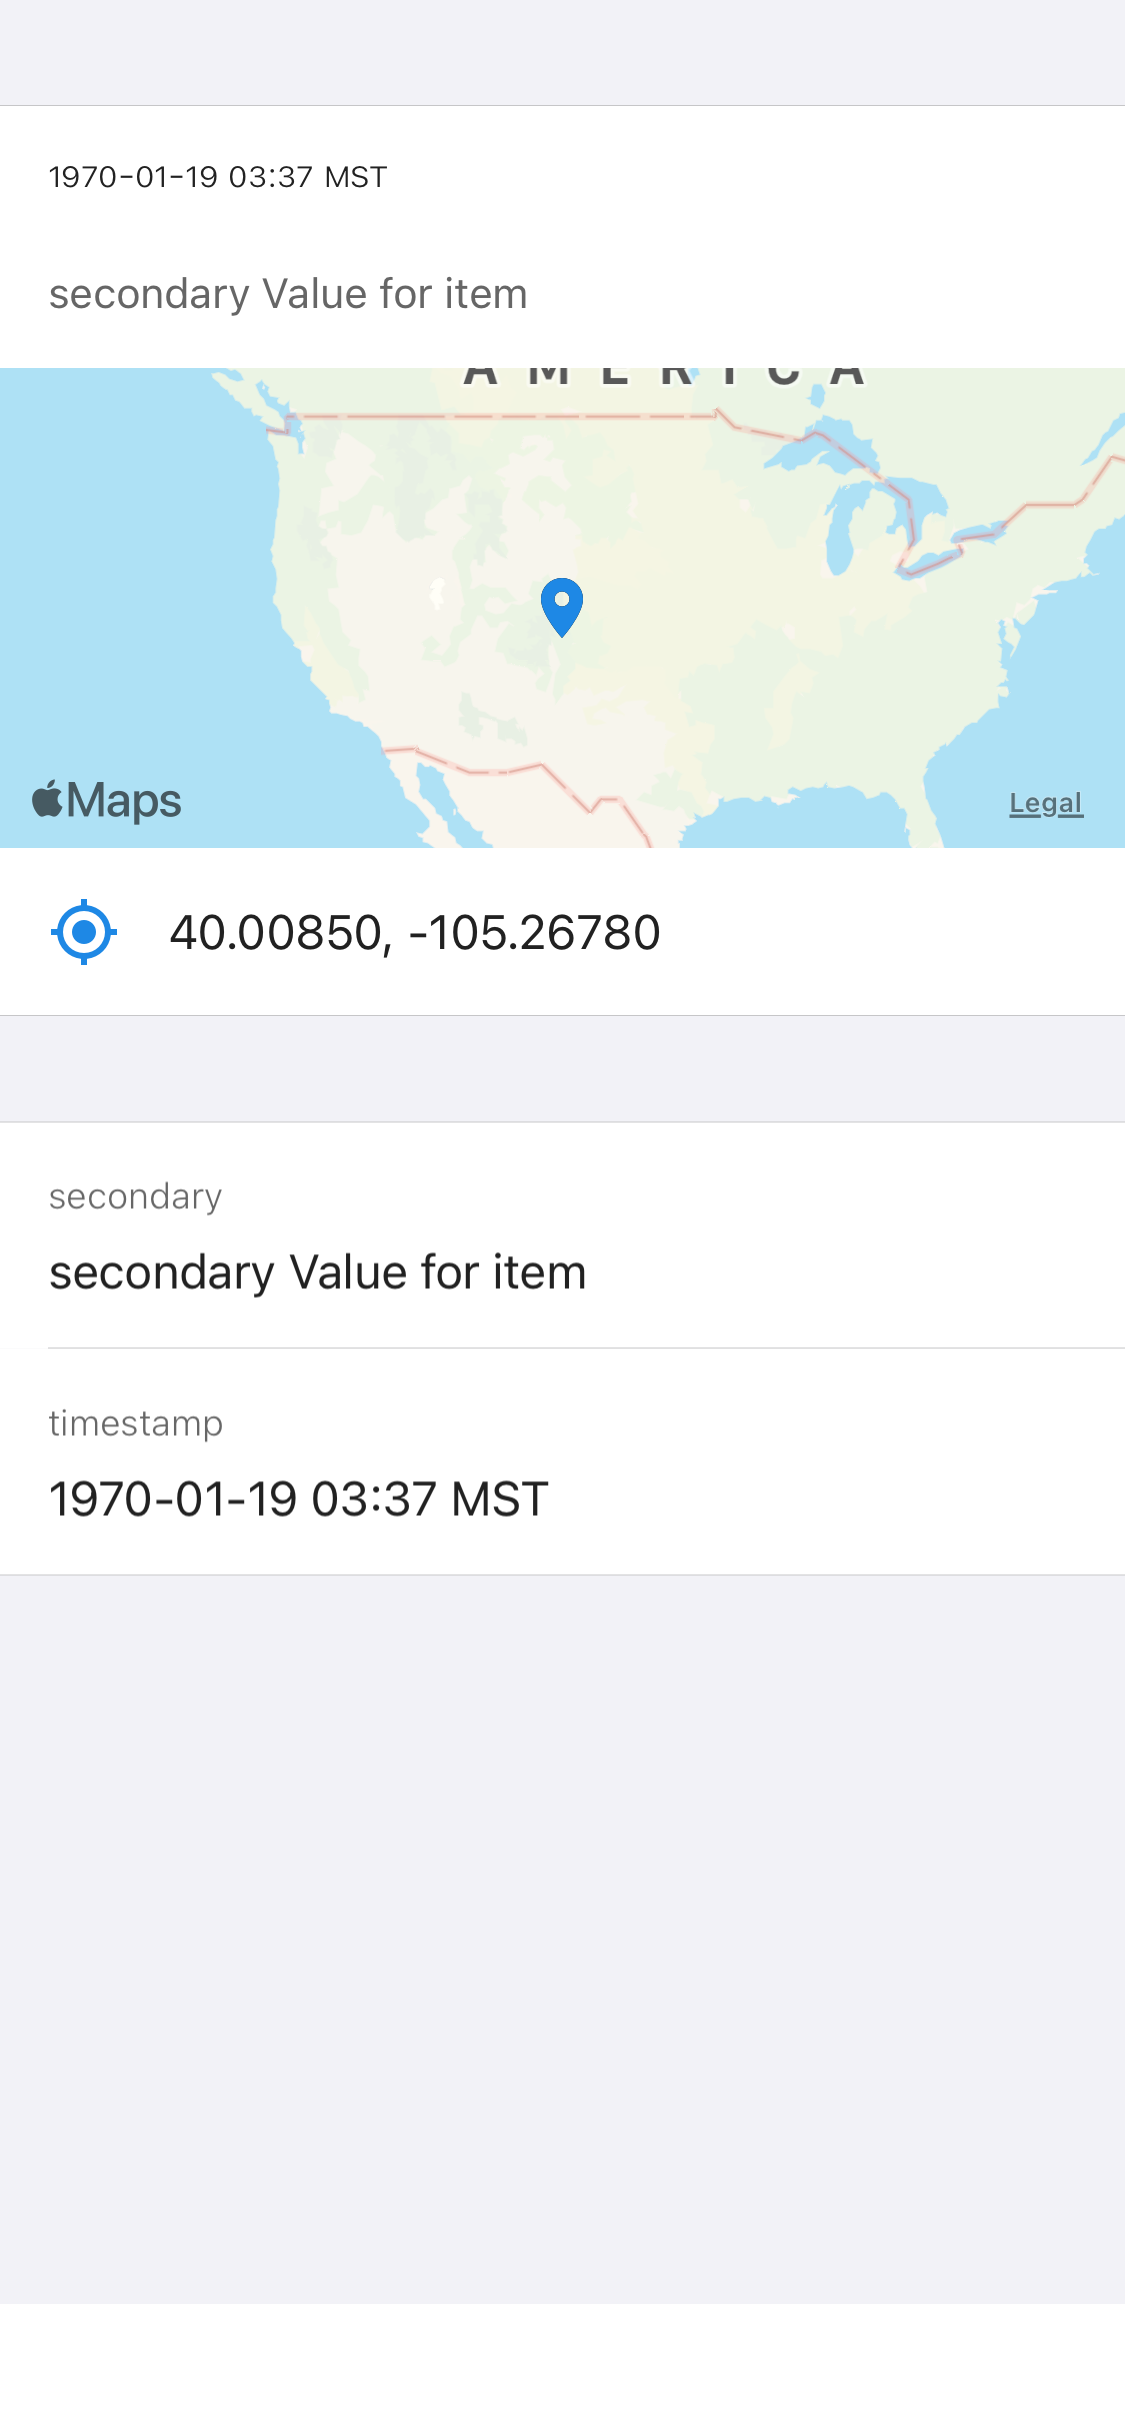 1970-01-19 03:37 MST
secondary Value for item
AMERICA
Maps
Legal
40.00850, -105.26780
secondary
secondary Value for item
timestamp
1970-01-19 03:37 MST